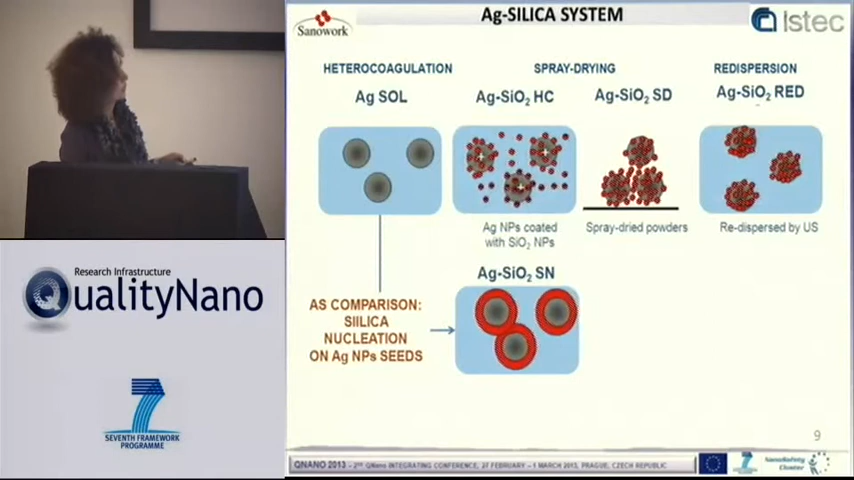 Sanowork
Ag-SILICA SYSTEM
Istec
HETEROCOAGULATION
SPRAY-DRYING
REDISPERSION
Ag SOL
Ag-SiO2 HC
Ag-SiO2 SD
Ag-SiO2 RED
Ag NPs coated
with SiO2 NPs
Spray-dried powders
Re-dispersed by US
Ag-SiO2 SN
AS COMPARISON:
SIILICA
NUCLEATION
ON Ag NPs SEEDS
9
QNANO 2013 - 2ND QNano INTEGRATING CONFERENCE, 27 FEBRUARY – 1 MARCH 2013, PRAGUE, CZECH REPUBLIC
NanoSafety
Cluster
Research Infrastructure
QualityNano
7
SEVENTH FRAMEWORK
PROGRAMME